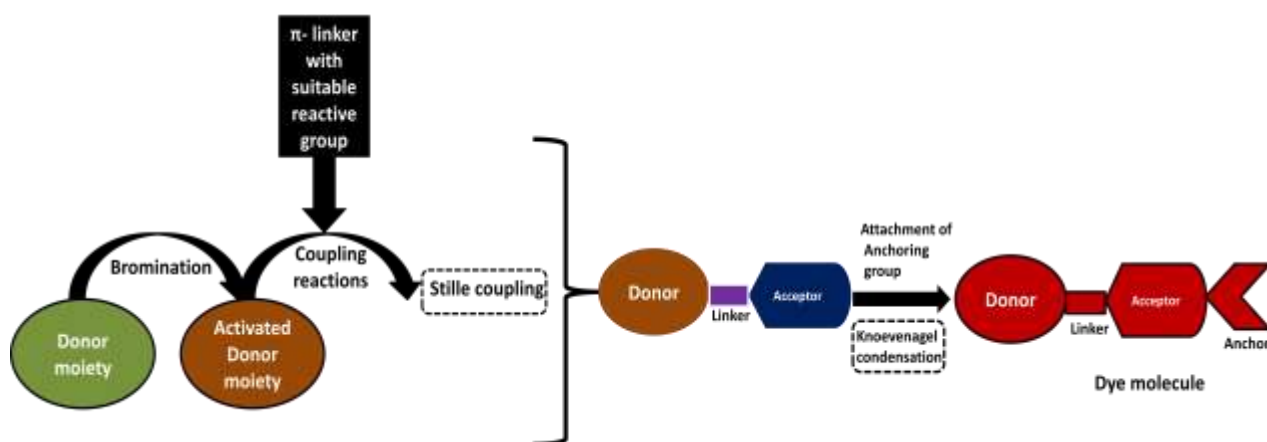 π- linker
with
suitable
reactive
group
Bromination
Coupling
reactions
Donor
moiety
Activated
Donor
moiety
Stille coupling
Donor
Linker
Acceptor
Attachment of
Anchoring
group
Knoevenagel
condensation
Donor
Linker
Acceptor
Anchor
Dye molecule